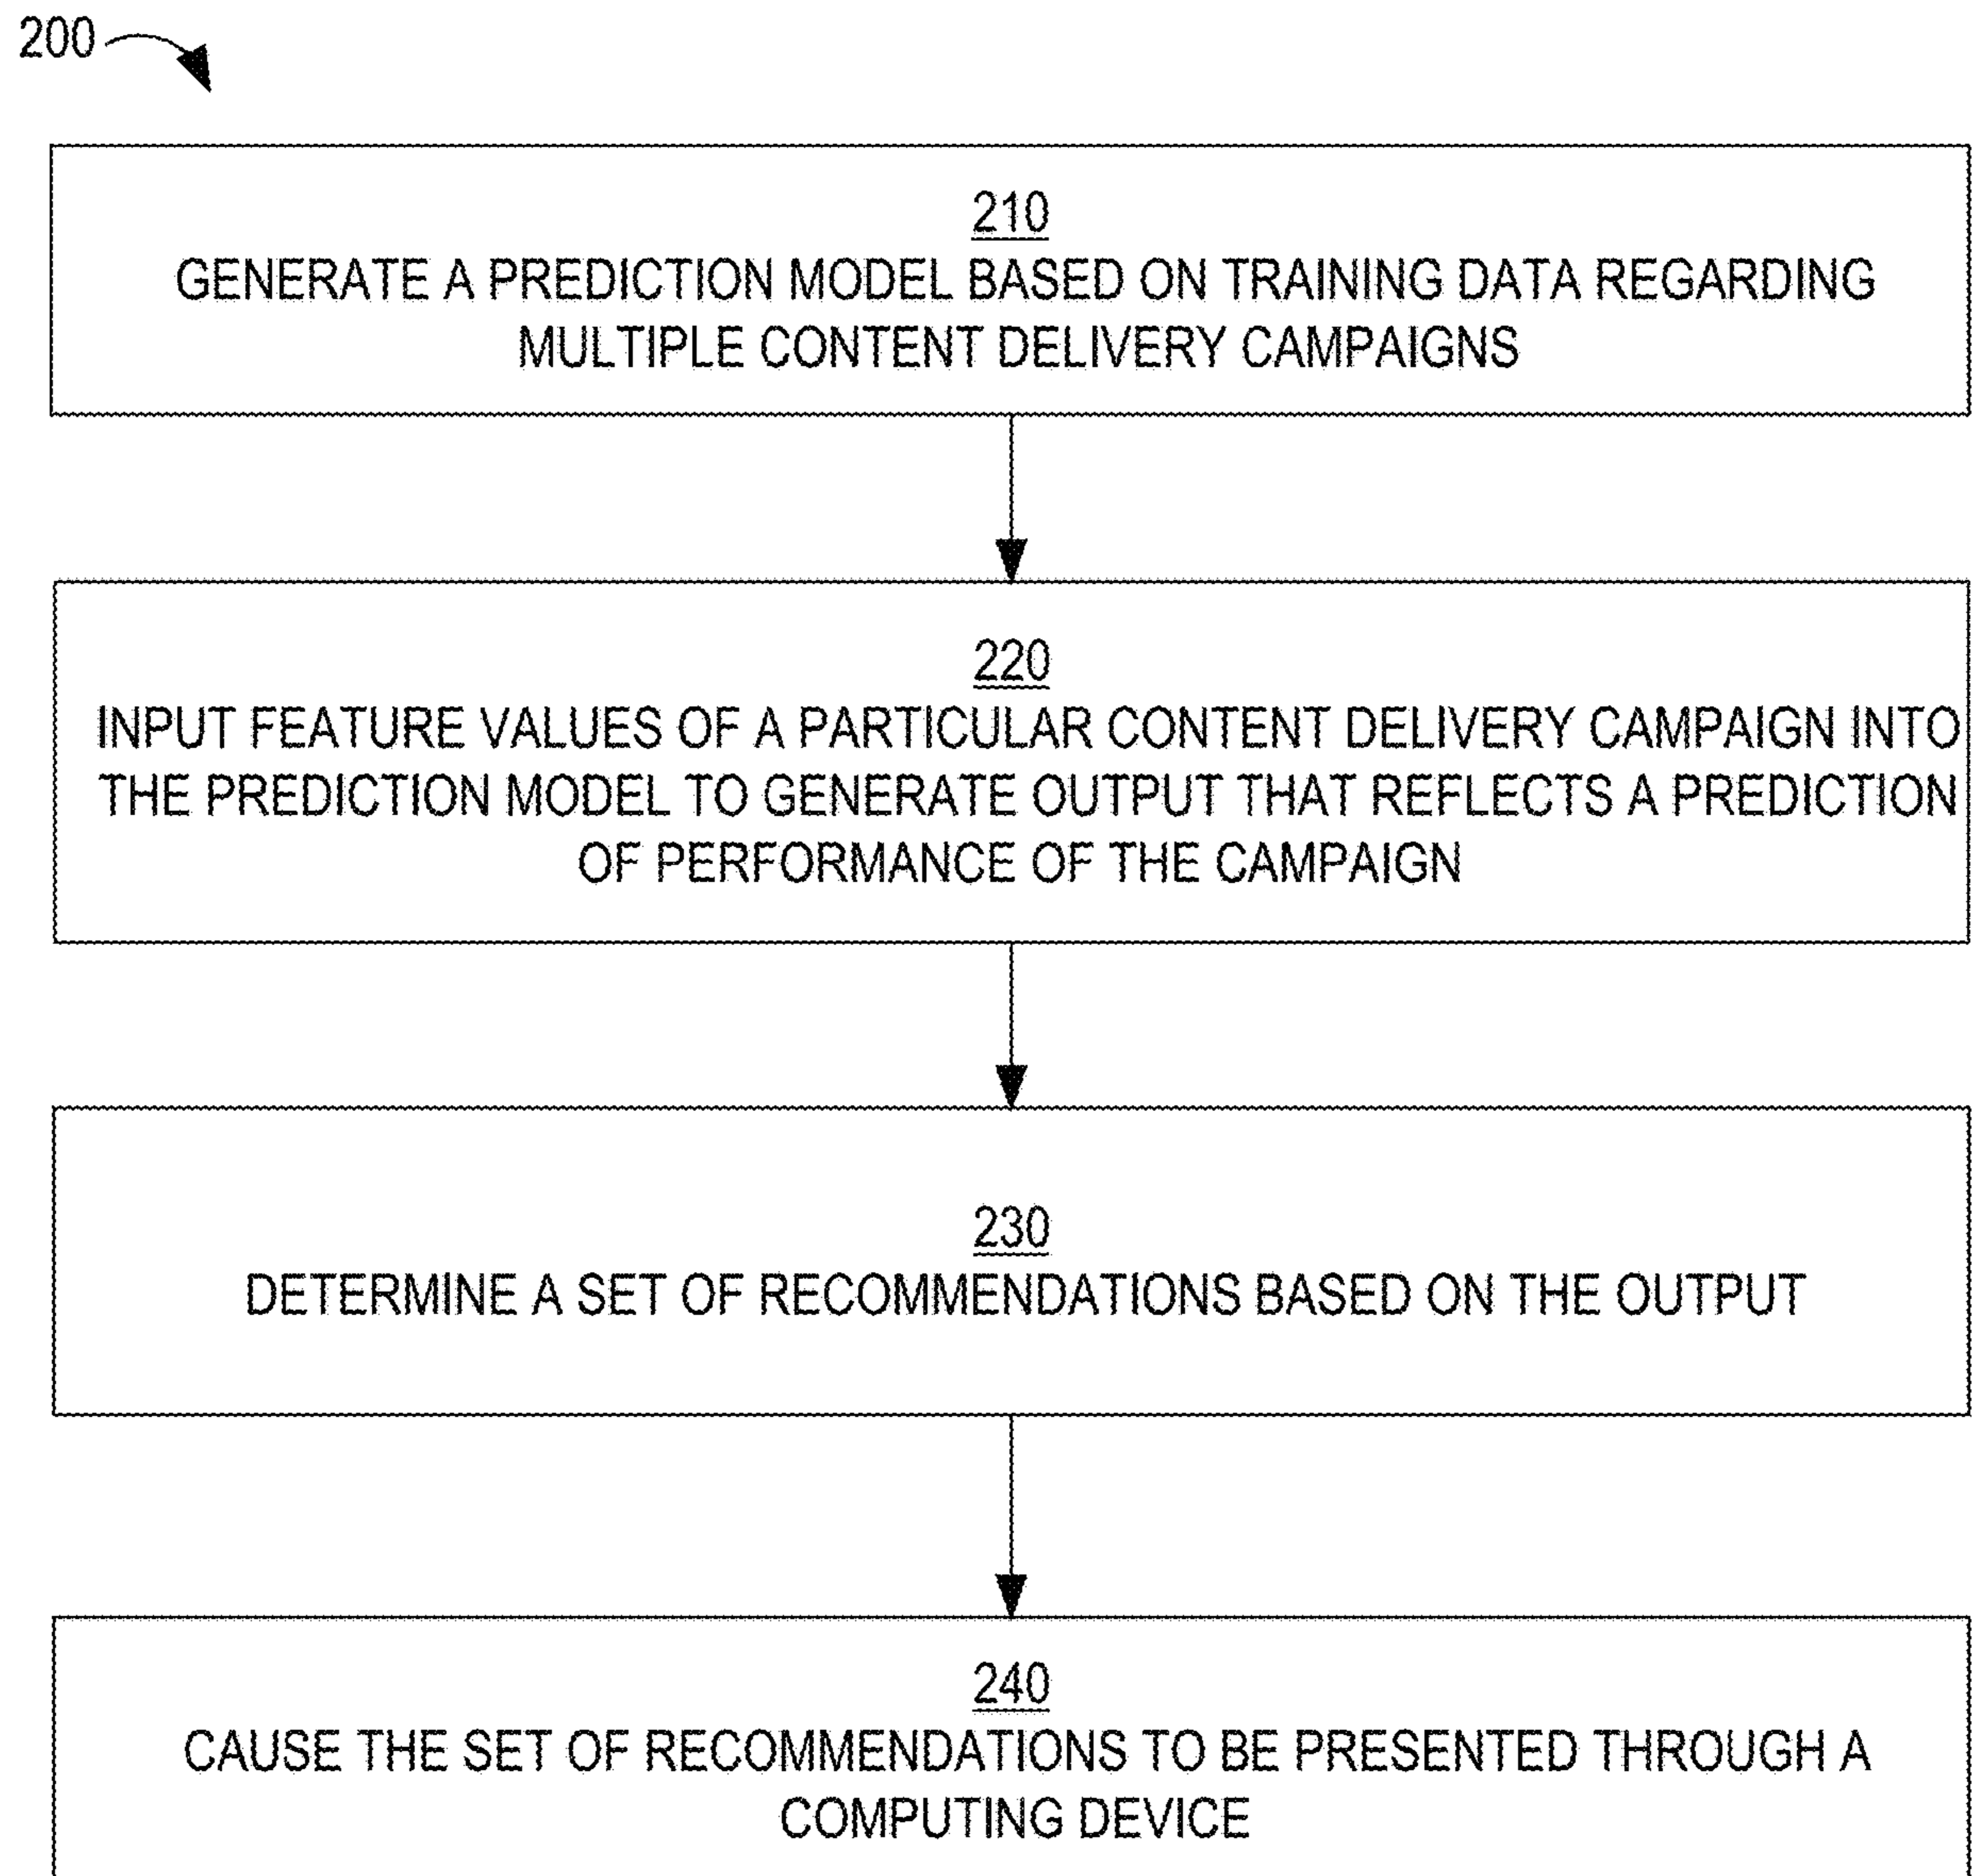 200
210
GENERATE A PREDICTION MODEL BASED ON TRAINING DATA REGARDING
MULTIPLE CONTENT DELIVERY CAMPAIGNS
220
INPUT FEATURE VALUES OF A PARTICULAR CONTENT DELIVERY CAMPAIGN INTO
THE PREDICTION MODEL TO GENERATE OUTPUT THAT REFLECTS A PREDICTION
OF PERFORMANCE OF THE CAMPAIGN
230
DETERMINE A SET OF RECOMMENDATIONS BASED ON THE OUTPUT
240
CAUSE THE SET OF RECOMMENDATIONS TO BE PRESENTED THROUGH A
COMPUTING DEVICE